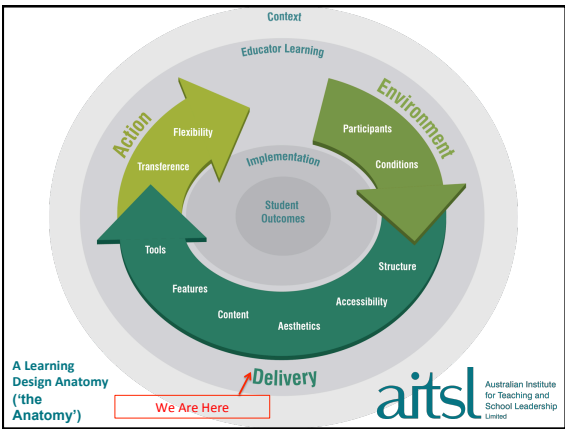 Context
Educator Learning
Action
Environment
Flexibility
Participants
Transference
Implementation
Conditions
Student
Outcomes
Tools
Structure
Features
Accessibility
Content
Aesthetics
Delivery
A Learning
Design Anatomy
(‘the
Anatomy’)
We Are Here
aitsl
Australian Institute
for Teaching and
School Leadership
Limited